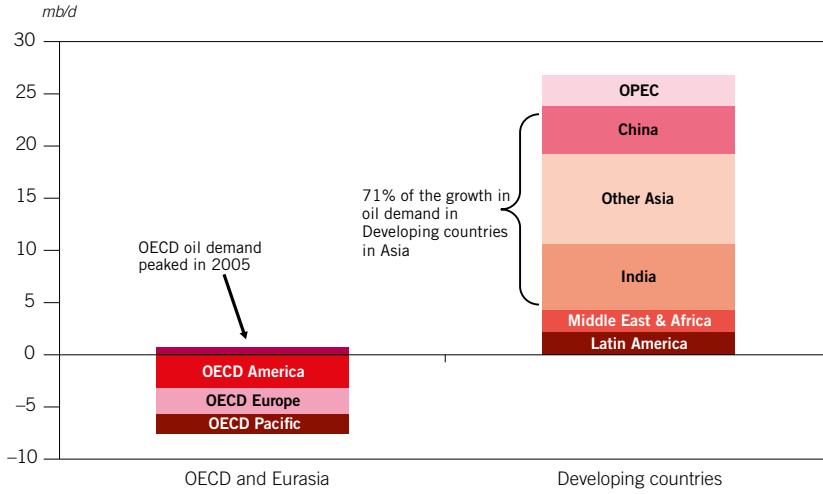 mb/d
30
25
20
15
10
5
0
–5
–10
OECD oil demand
peaked in 2005
OECD America
OECD Europe
OECD Pacific
71% of the growth in
oil demand in
Developing countries
in Asia
OPEC
China
Other Asia
India
Middle East & Africa
Latin America
OECD and Eurasia
Developing countries